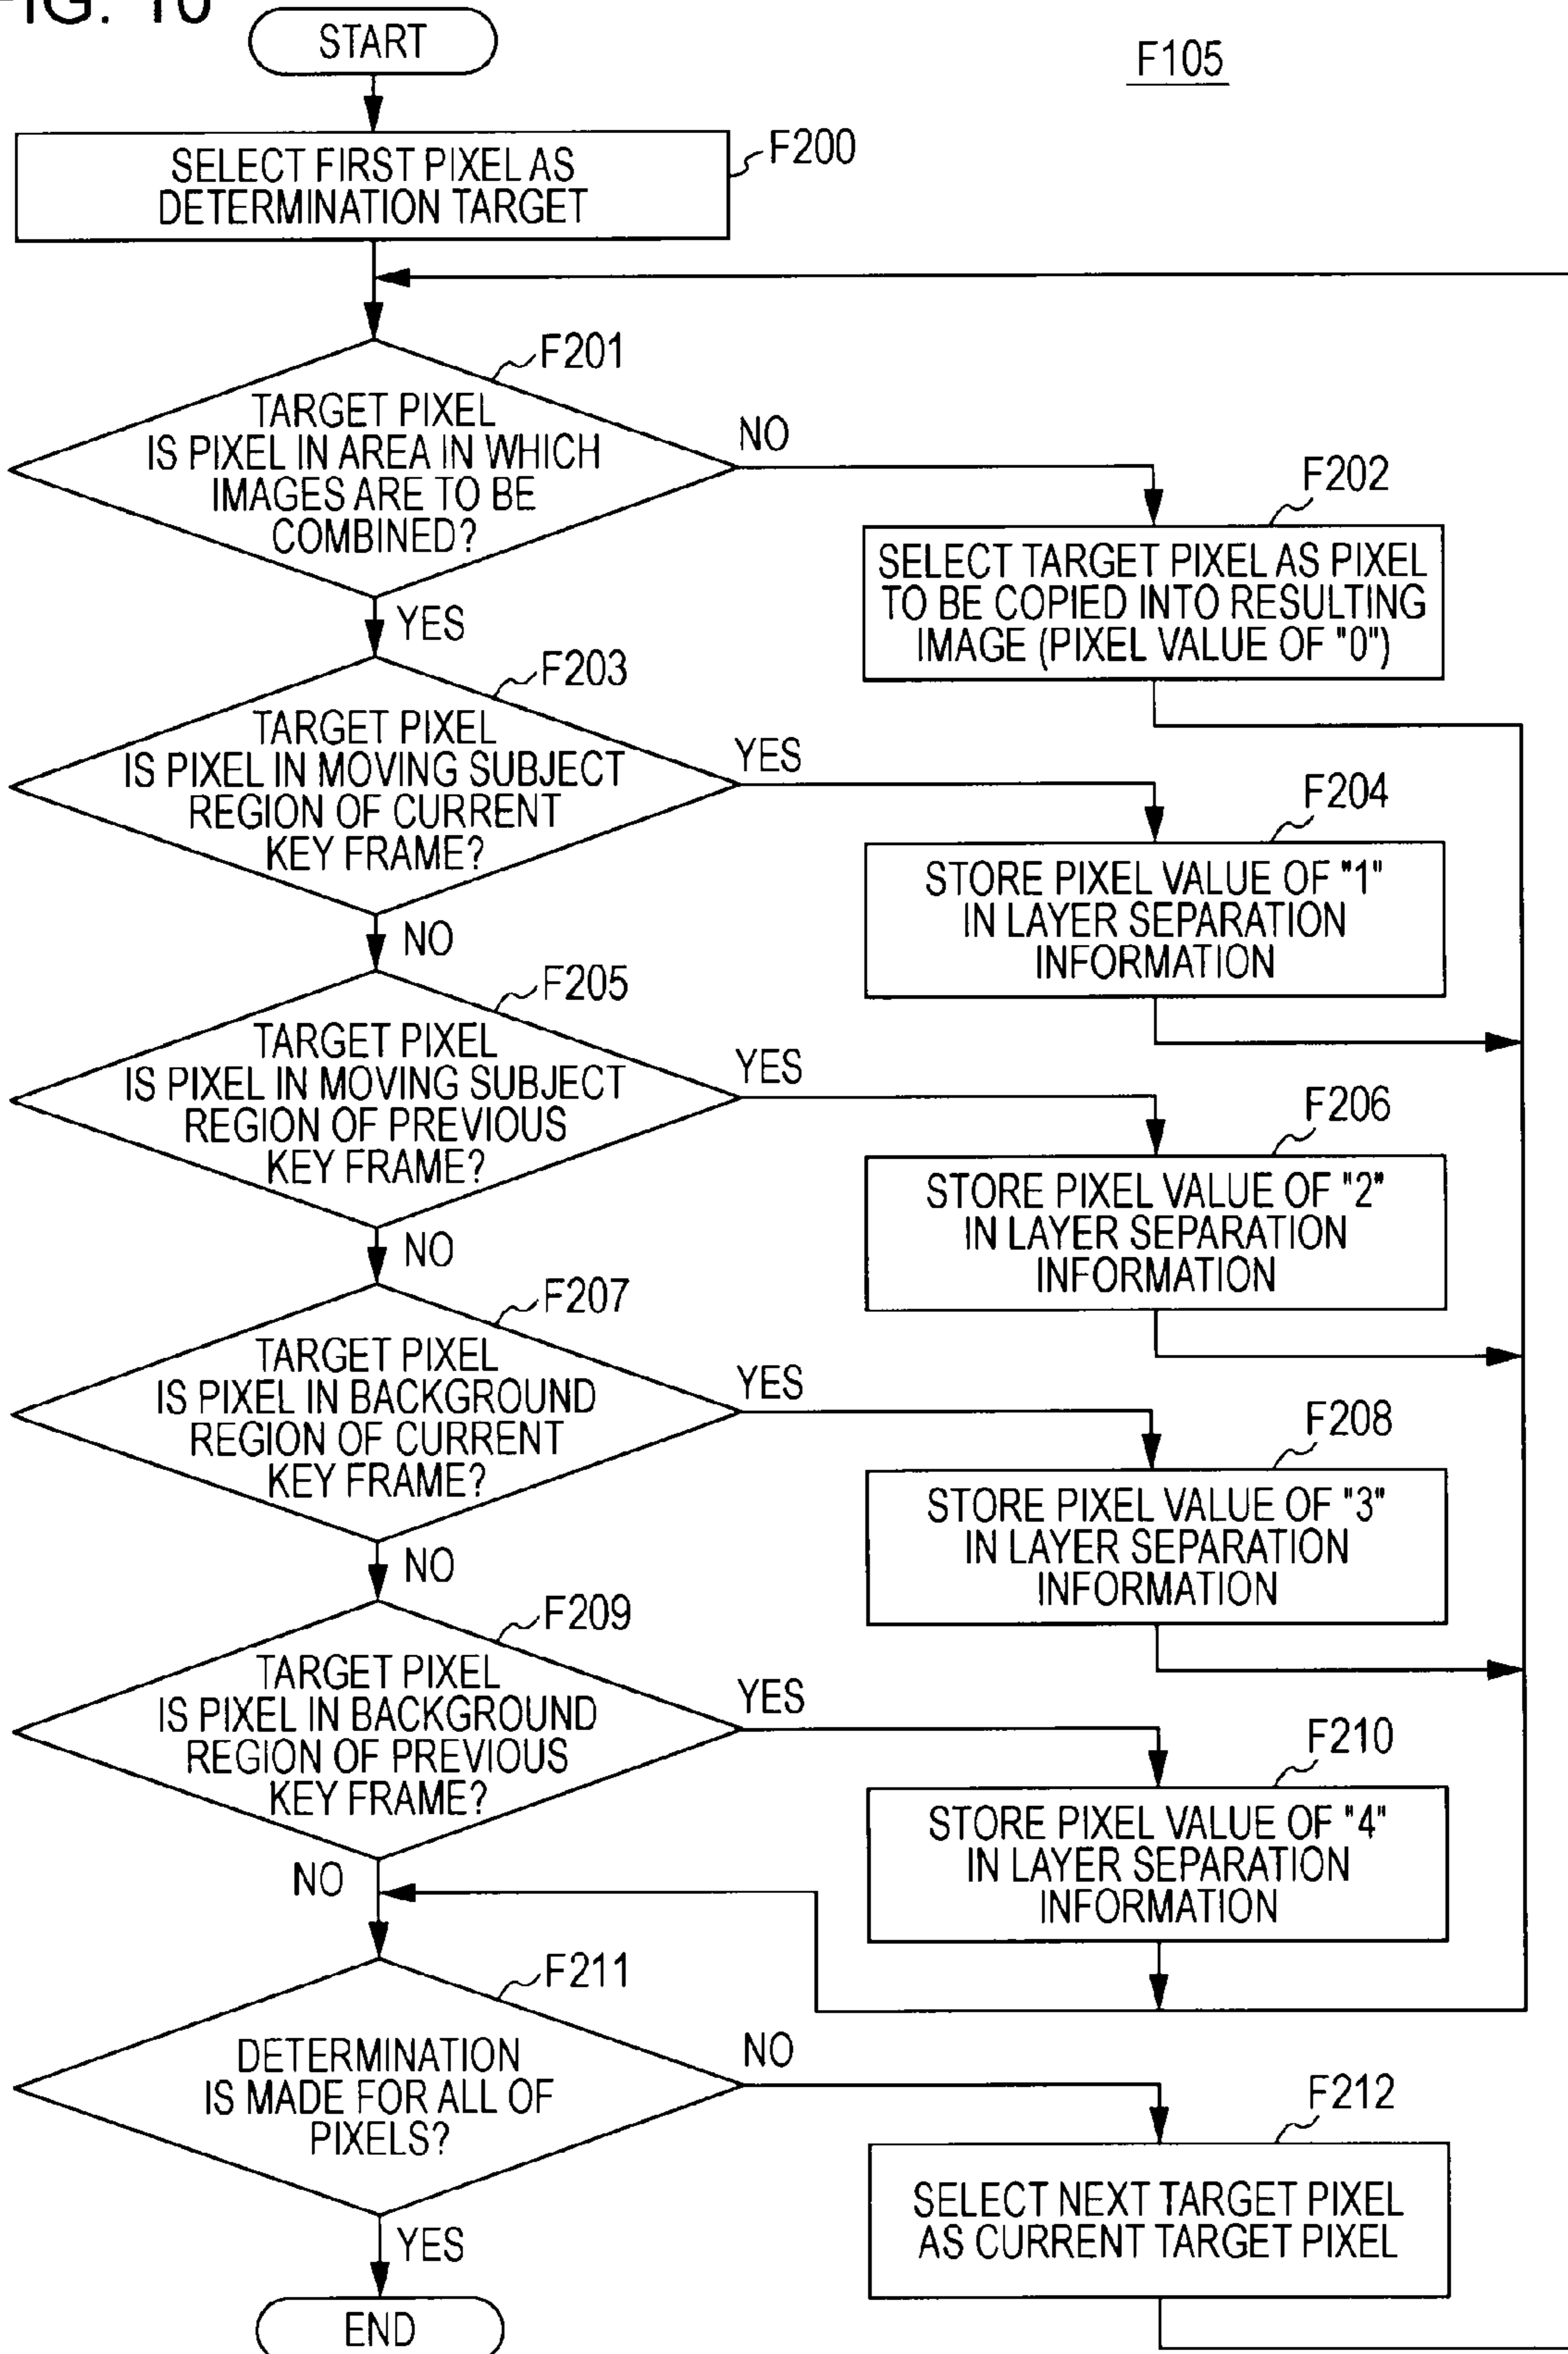 FIG. 10
START
F105
SELECT FIRST PIXEL AS
DETERMINATION TARGET
F200
F201
TARGET PIXEL
IS PIXEL IN AREA IN WHICH
IMAGES ARE TO BE
COMBINED?
NO
YES
F202
SELECT TARGET PIXEL AS PIXEL
TO BE COPIED INTO RESULTING
IMAGE (PIXEL VALUE OF "0")
F203
TARGET PIXEL
IS PIXEL IN MOVING SUBJECT
REGION OF CURRENT
KEY FRAME?
YES
NO
F204
STORE PIXEL VALUE OF "1"
IN LAYER SEPARATION
INFORMATION
F205
TARGET PIXEL
IS PIXEL IN MOVING SUBJECT
REGION OF PREVIOUS
KEY FRAME?
YES
NO
F206
STORE PIXEL VALUE OF "2"
IN LAYER SEPARATION
INFORMATION
F207
TARGET PIXEL
IS PIXEL IN BACKGROUND
REGION OF CURRENT
KEY FRAME?
YES
NO
F208
STORE PIXEL VALUE OF "3"
IN LAYER SEPARATION
INFORMATION
F209
TARGET PIXEL
IS PIXEL IN BACKGROUND
REGION OF PREVIOUS
KEY FRAME?
YES
NO
F210
STORE PIXEL VALUE OF "4"
IN LAYER SEPARATION
INFORMATION
F211
DETERMINATION
IS MADE FOR ALL OF
PIXELS?
NO
YES
F212
SELECT NEXT TARGET PIXEL
AS CURRENT TARGET PIXEL
END